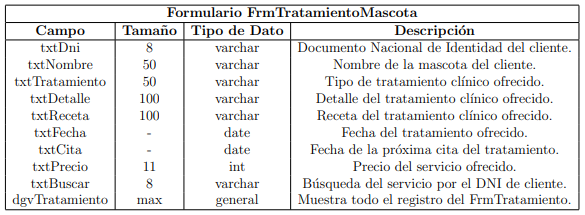 Formulario FrmTratamientoMascota
Campo Tamaño Tipo de Dato Descripción
txtDni 8 varchar Documento Nacional de Identidad del cliente.
txtNombre 50 varchar Nombre de la mascota del cliente.
txtTratamiento 50 varchar Tipo de tratamiento clínico ofrecido.
txtDetalle 100 varchar Detalle del tratamiento clínico ofrecido.
txtReceta 100 varchar Receta del tratamiento clínico ofrecido.
txtFecha - date Fecha del tratamiento ofrecido.
txtCita - date Fecha de la próxima cita del tratamiento.
txtPrecio 11 int Precio del servicio ofrecido.
txtBuscar 8 varchar Búsqueda del servicio por el DNI de cliente.
dgvTratamiento max general Muestra todo el registro del FrmTratamiento.